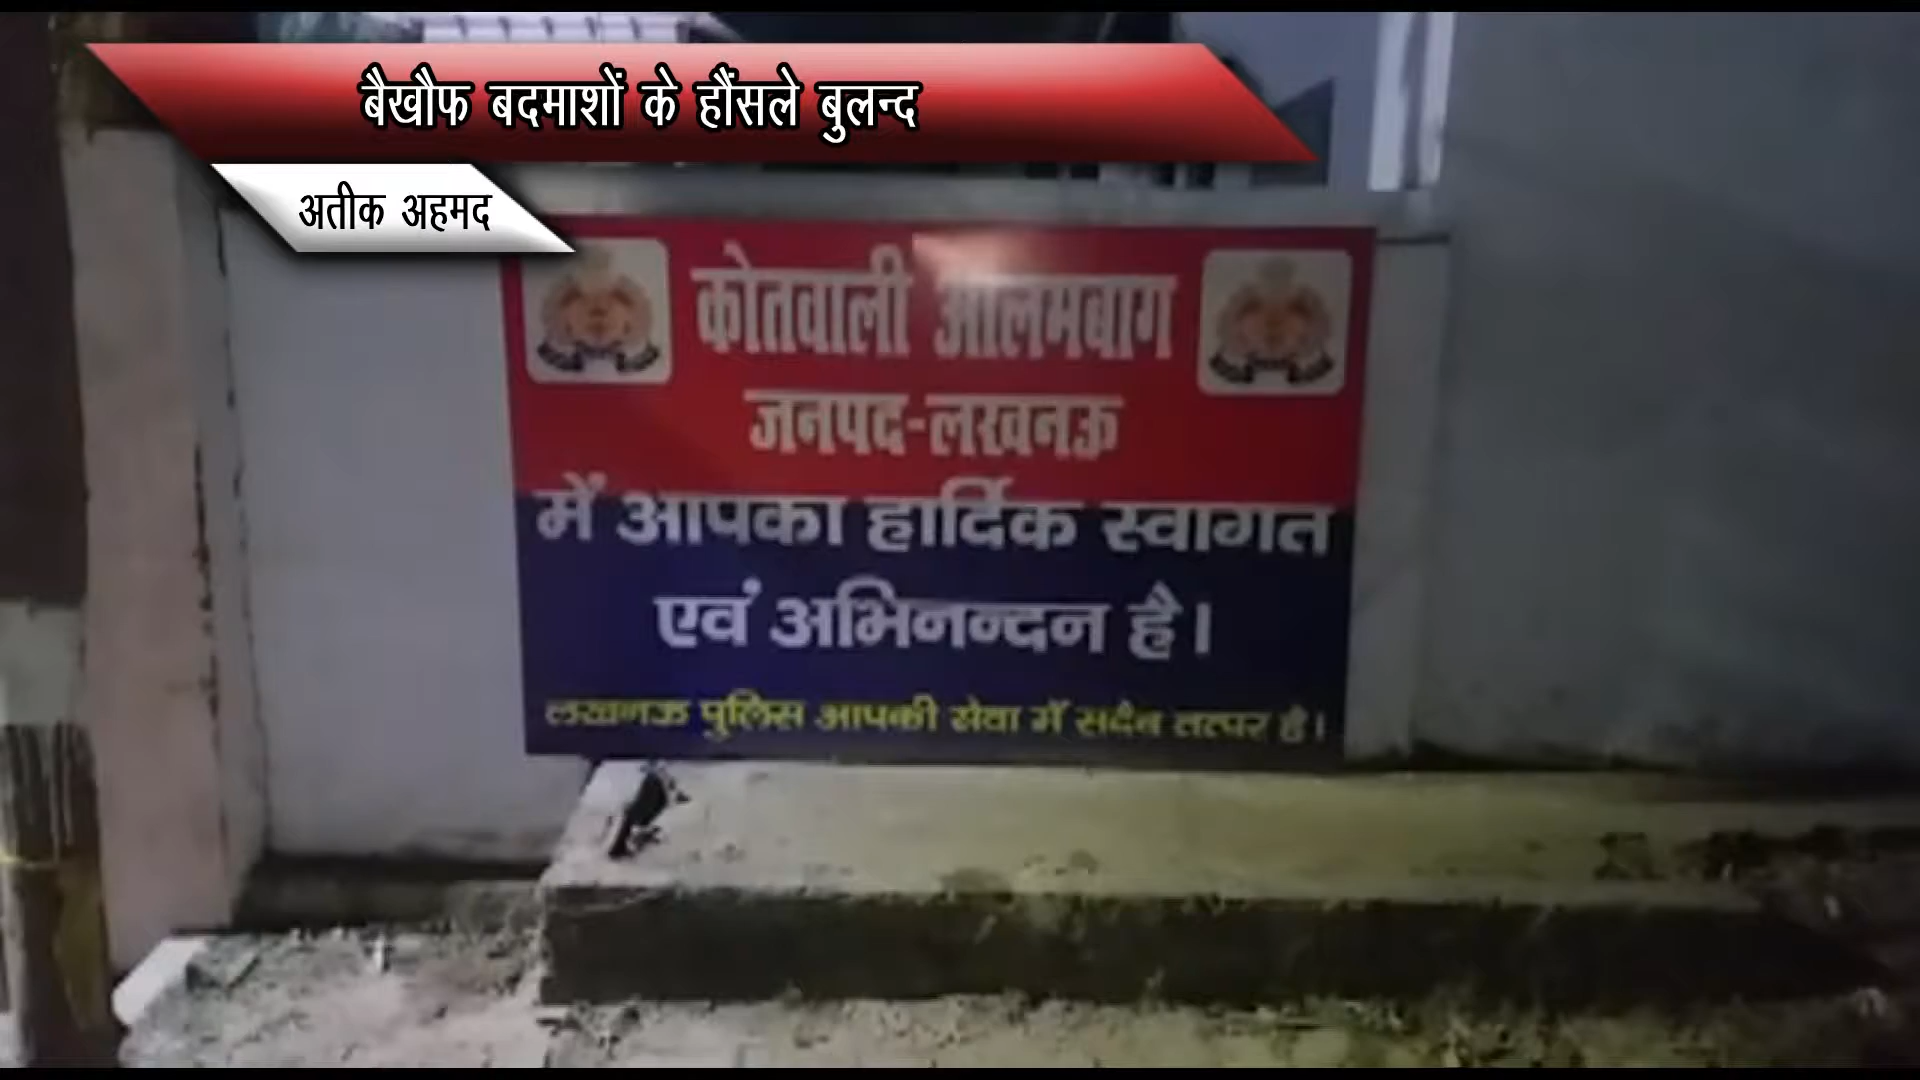 बैखौफ बदमाशों के हौंसले बुलन्द
अतीक अहमद
कोतवाली आलमबाग
जनपद-लखनऊ
में आपका हार्दिक स्वागत
एवं अभिनन्दन है।
लखनऊ पुलिस आपकी सेवा में सदैव तत्पर है।